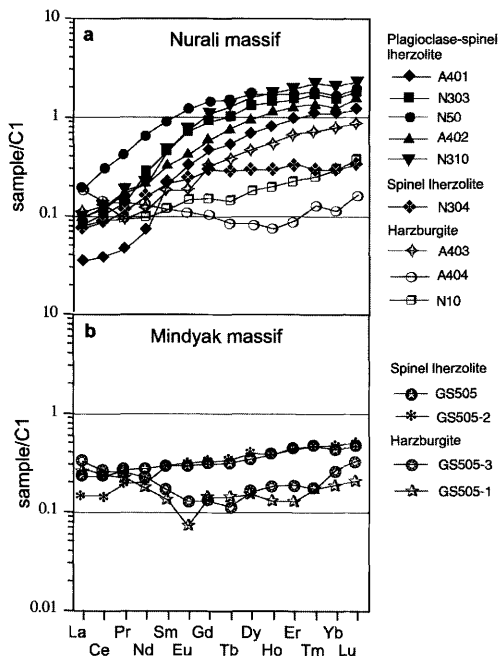 10
a
Nurali massif
1
sample/C1
0.1
10
b
Mindyak massif
1
sample/C1
0.1
0.01
La Pr Sm Gd Dy Er Yb
Ce Nd Eu Tb Ho Tm Lu
Plagioclase-spinel
lherzolite
A401
N303
N50
A402
N310
Spinel lherzolite
N304
Harzburgite
A403
A404
N10
Spinel lherzolite
GS505
GS505-2
Harzburgite
GS505-3
GS505-1